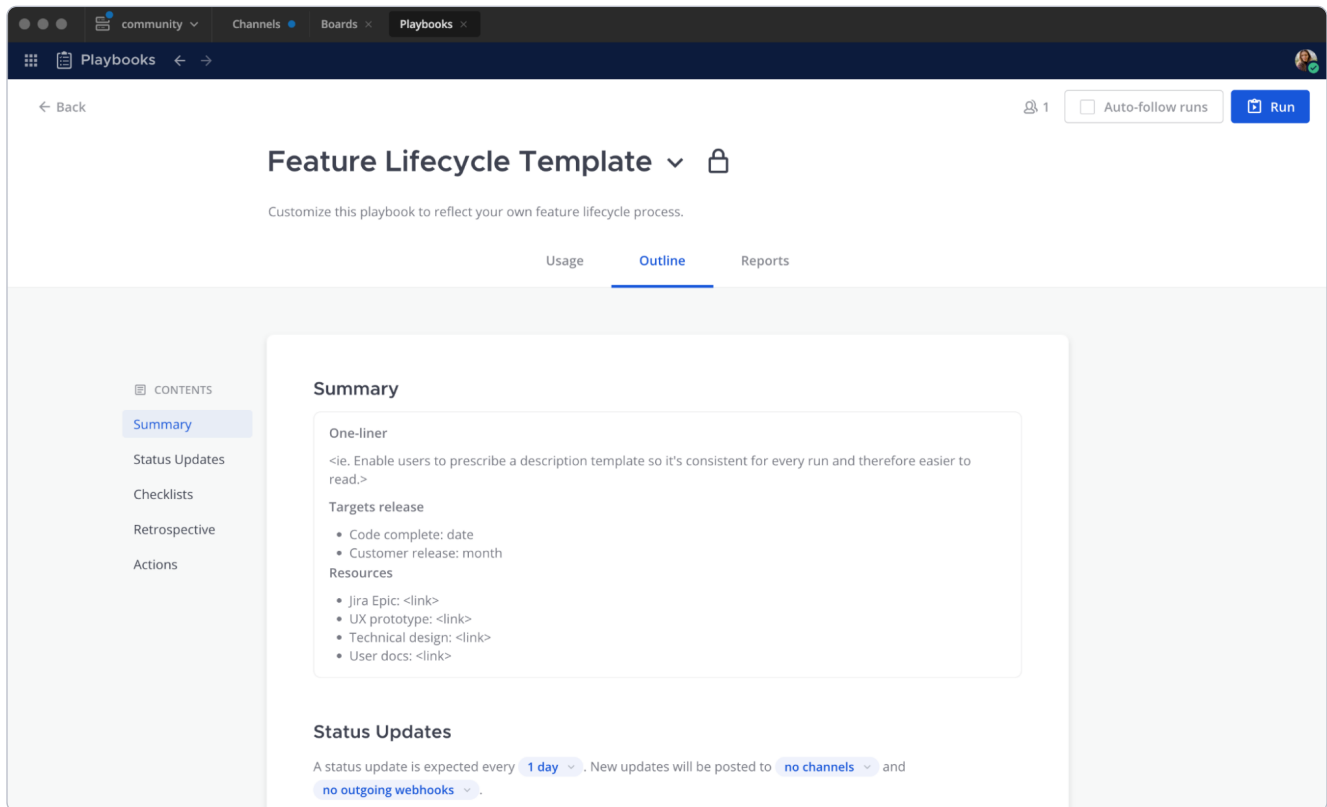 community
Channels
Boards
Playbooks
Playbooks
Back
1
Auto-follow runs
Run
Feature Lifecycle Template
Customize this playbook to reflect your own feature lifecycle process.
Usage
Outline
Reports
CONTENTS
Summary
Status Updates
Checklists
Retrospective
Actions
Summary
One-liner
<ie. Enable users to prescribe a description template so it's consistent for every run and therefore easier to
read.>
Targets release
• Code complete: date
• Customer release: month
Resources
• Jira Epic: <link>
• UX prototype: <link>
• Technical design: <link>
• User docs: <link>
Status Updates
A status update is expected every 1 day . New updates will be posted to no channels and
no outgoing webhooks .